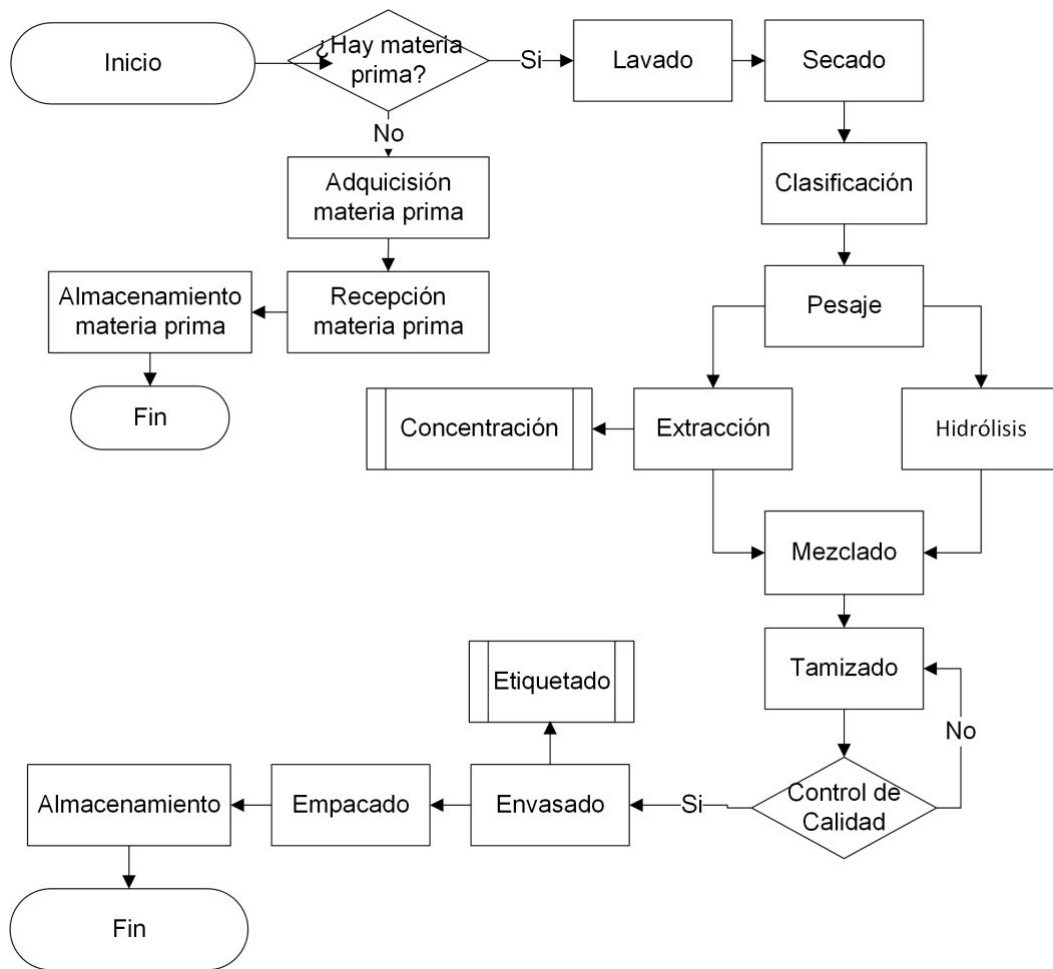 Inicio
¿Hay materia
prima?
Si
Lavado
Secado
No
Adquicisión
materia prima
Clasificación
Almacenamiento
materia prima
Recepción
materia prima
Pesaje
Fin
Concentración
Extracción
Hidrólisis
Mezclado
Etiquetado
Tamizado
No
Almacenamiento
Empacado
Envasado
Si
Control de
Calidad
Fin